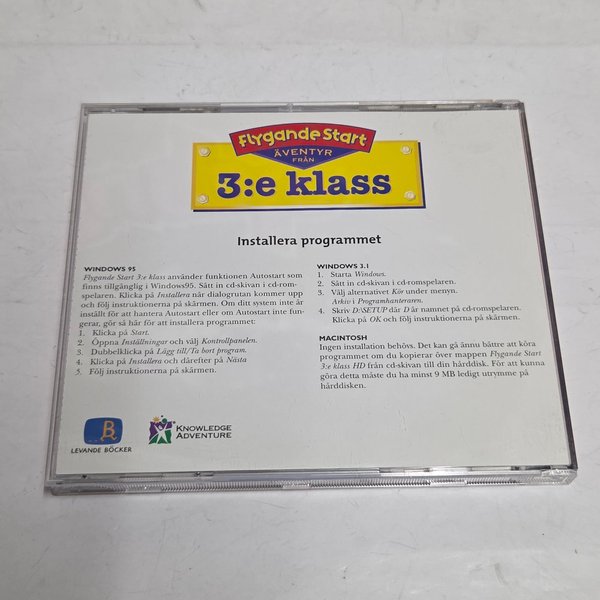 Flygande Start
ÄVENTYR
FRÅN
3:e klass
Installera programmet
WINDOWS 95
Flygande Start 3:e klass använder funktionen Autostart som
finns tillgänglig i Windows95. Sätt in cd-skivan i cd-rom-
spelaren. Klicka på Installera när dialogrutan kommer upp
och följ instruktionerna på skärmen. Om ditt system inte är
inställt för att hantera Autostart eller om Autostart inte fun-
gerar, gör så här för att installera programmet:
1. Klicka på Start.
2. Öppna Inställningar och välj Kontrollpanelen.
3. Dubbelklicka på Lägg till/Ta bort program.
4. Klicka på Installera och därefter på Nästa
5. Följ instruktionerna på skärmen.
WINDOWS 3.1
1. Starta Windows.
2. Sätt in cd-skivan i cd-romspelaren.
3. Välj alternativet Kör under menyn.
Arkiv i Programhanteraren.
4. Skriv D:\SETUP där D är namnet på cd-romspelaren.
Klicka på OK och följ instruktionerna på skärmen.
MACINTOSH
Ingen installation behövs. Det kan gå ännu bättre att köra
programmet om du kopierar över mappen Flygande Start
3:e klass HD från cd-skivan till din hårddisk. För att kunna
göra detta måste du ha minst 9 MB ledigt utrymme på
hårddisken.
LEVANDE BÖCKER
KNOWLEDGE
ADVENTURE